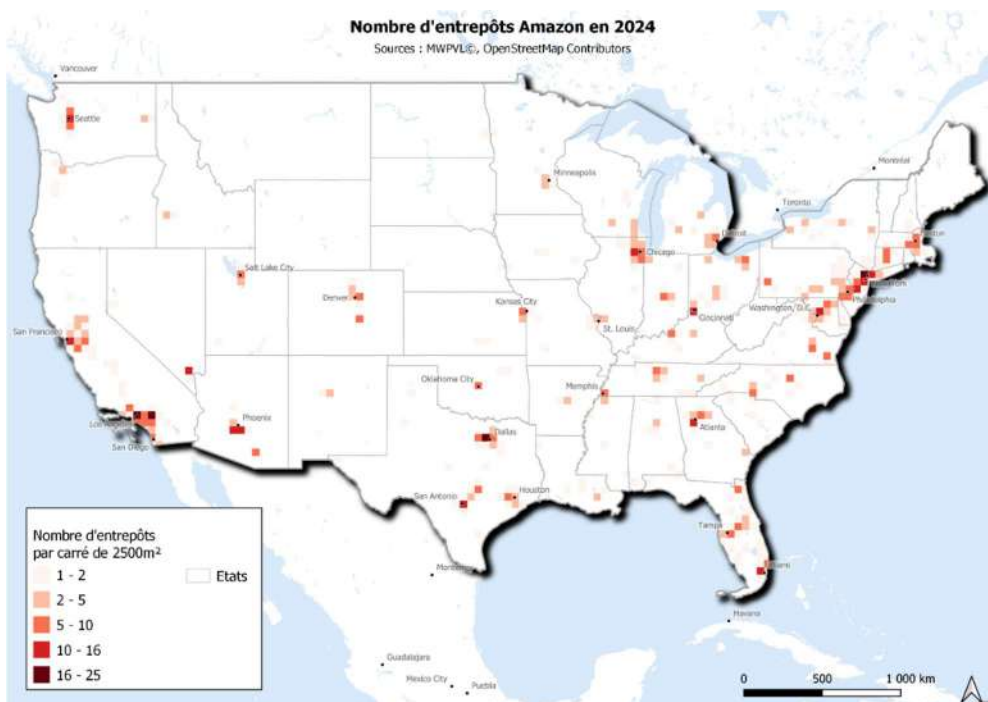 Nombre d'entrepôts Amazon en 2024
Sources : MWPVL©, OpenStreetMap Contributors
Vancouver
Seattle
Montréal
Minneapolis
Toronto
Detroit
Boston
Chicago
Salt Lake City
Denver
Kansas City
Philadelphia
Washington, D.C.
Cincinnati
St. Louis
San Francisco
Oklahoma City
Memphis
Los Angeles
Phoenix
Atlanta
Dallas
San Diego
San Antonio
Houston
Tampa
Miami
Nombre d'entrepôts
par carré de 2500m²
1 - 2
Etats
2 - 5
5 - 10
10 - 16
16 - 25
Monterrey
Havana
Guadalajara
Mexico City
Puebla
0 500 1 000 km